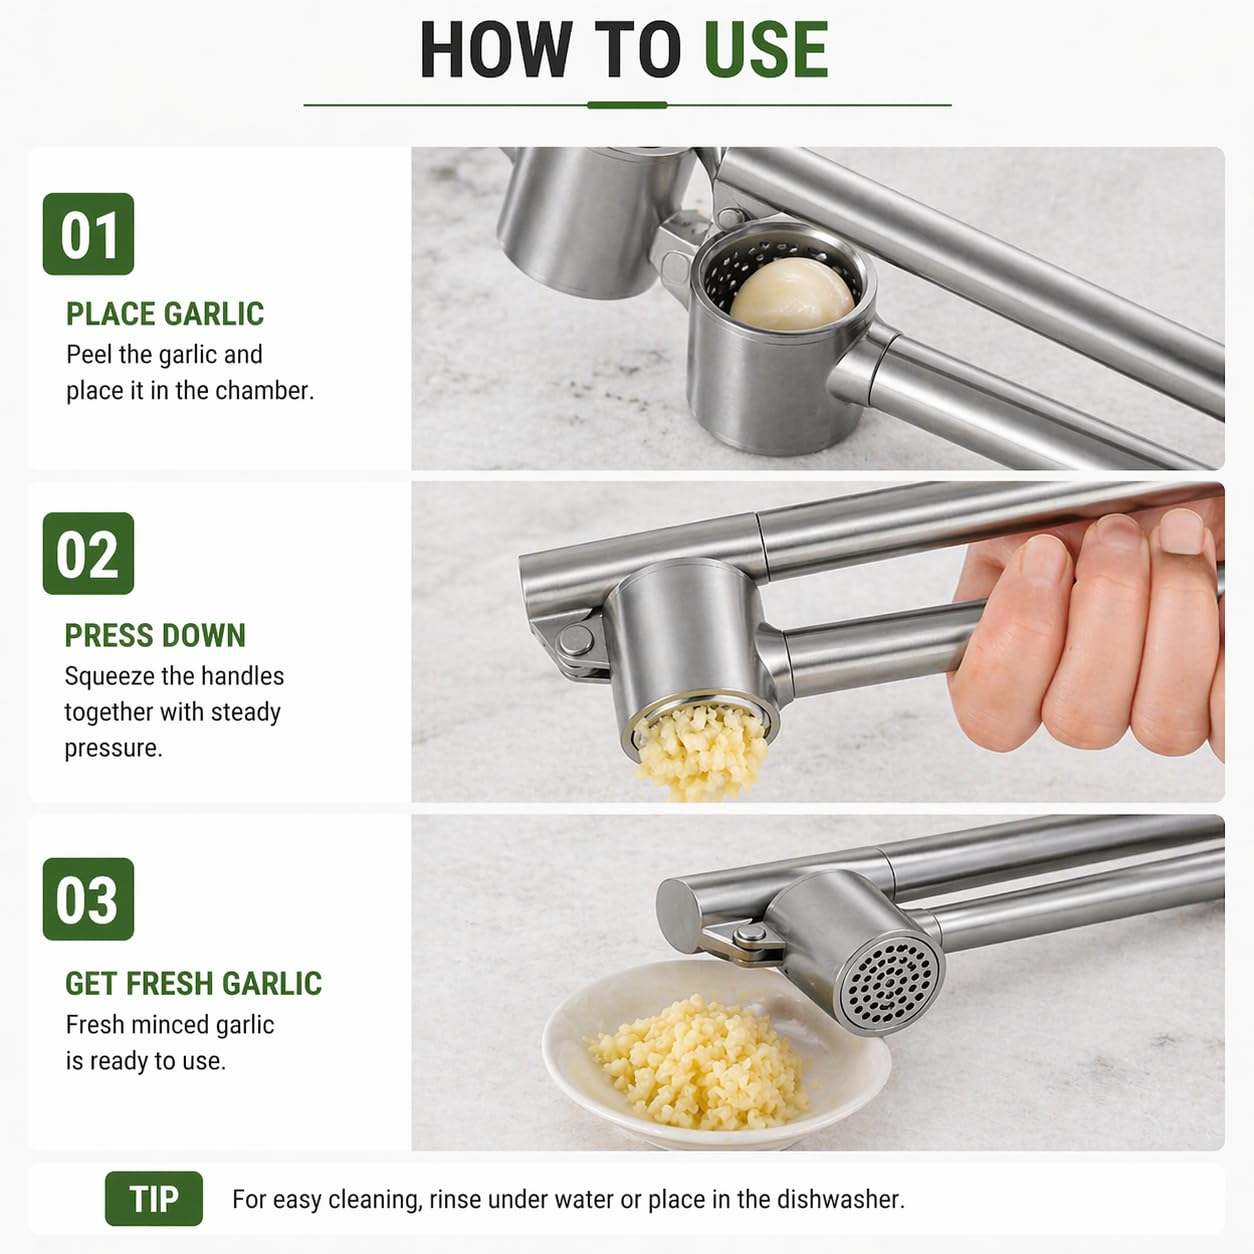 HOW TO USE
01
PLACE GARLIC
Peel the garlic and
place it in the chamber.
02
PRESS DOWN
Squeeze the handles
together with steady
pressure.
03
GET FRESH GARLIC
Fresh minced garlic
is ready to use.
TIP
For easy cleaning, rinse under water or place in the dishwasher.